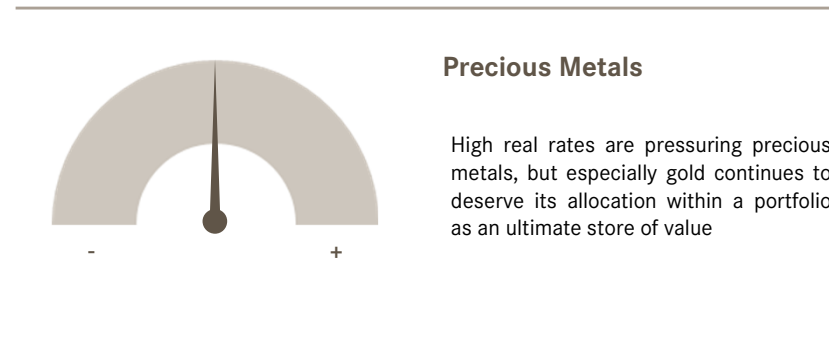 Precious Metals
High real rates are pressuring precious
metals, but especially gold continues to
deserve its allocation within a portfolio
as an ultimate store of value
- +